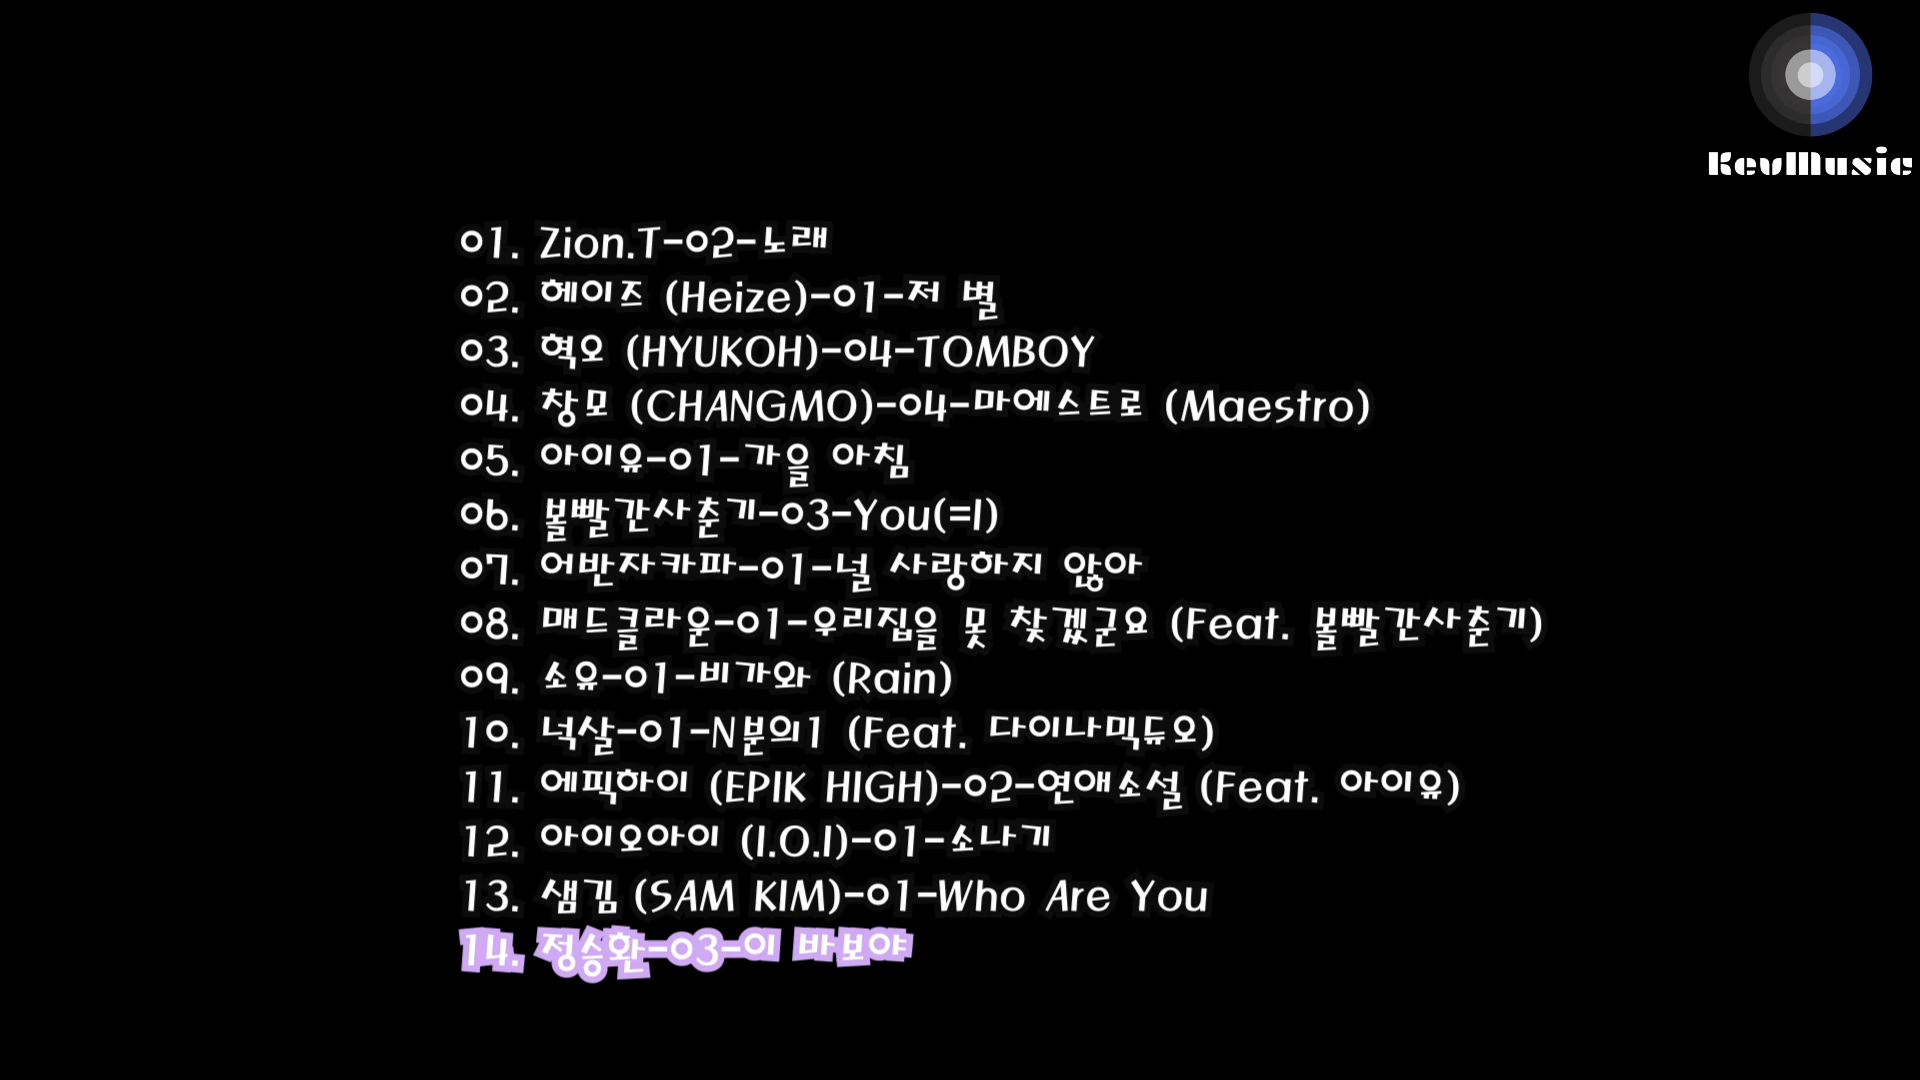 KevMusic
01. Zion.T-02-노래
02. 헤이즈 (Heize)-01-저 별
03. 혁오 (HYUKOH)-04-TOMBOY
04. 창모 (CHANGMO)-04-마에스트로 (Maestro)
05. 아이유-01-가을 아침
06. 볼빨간사춘기-03-You(=I)
07. 어반자카파-01-널 사랑하지 않아
08. 매드클라운-01-우리집을 못 찾겠군요 (Feat. 볼빨간사춘기)
09. 소유-01-비가와 (Rain)
10. 넉살-01-N분의1 (Feat. 다이나믹듀오)
11. 에픽하이 (EPIK HIGH)-02-연애소설 (Feat. 아이유)
12. 아이오아이 (I.O.I)-01-소나기
13. 샘김 (SAM KIM)-01-Who Are You
14. 정승환-03-이 바보야